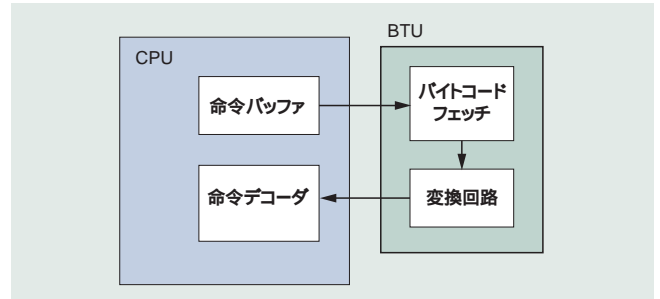 CPU
BTU
命令バッファ
バイトコード
フェッチ
命令デコーダ
変換回路